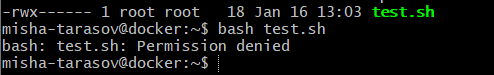 -rwx------ 1 root root   18 Jan 16 13:03 test.sh
misha-tarasov@docker:~$ bash test.sh
bash: test.sh: Permission denied
misha-tarasov@docker:~$